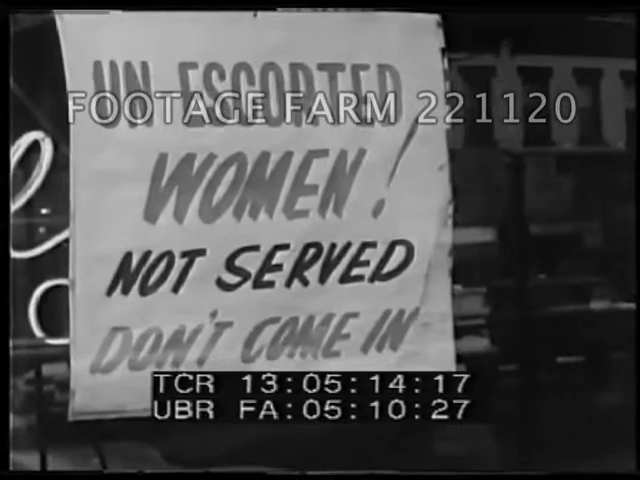 UN-ESCORTED
FOOTAGE FARM 221120
WOMEN!
NOT SERVED
DON'T COME IN
TCR 13:05:14:17
UBR FA:05:10:27